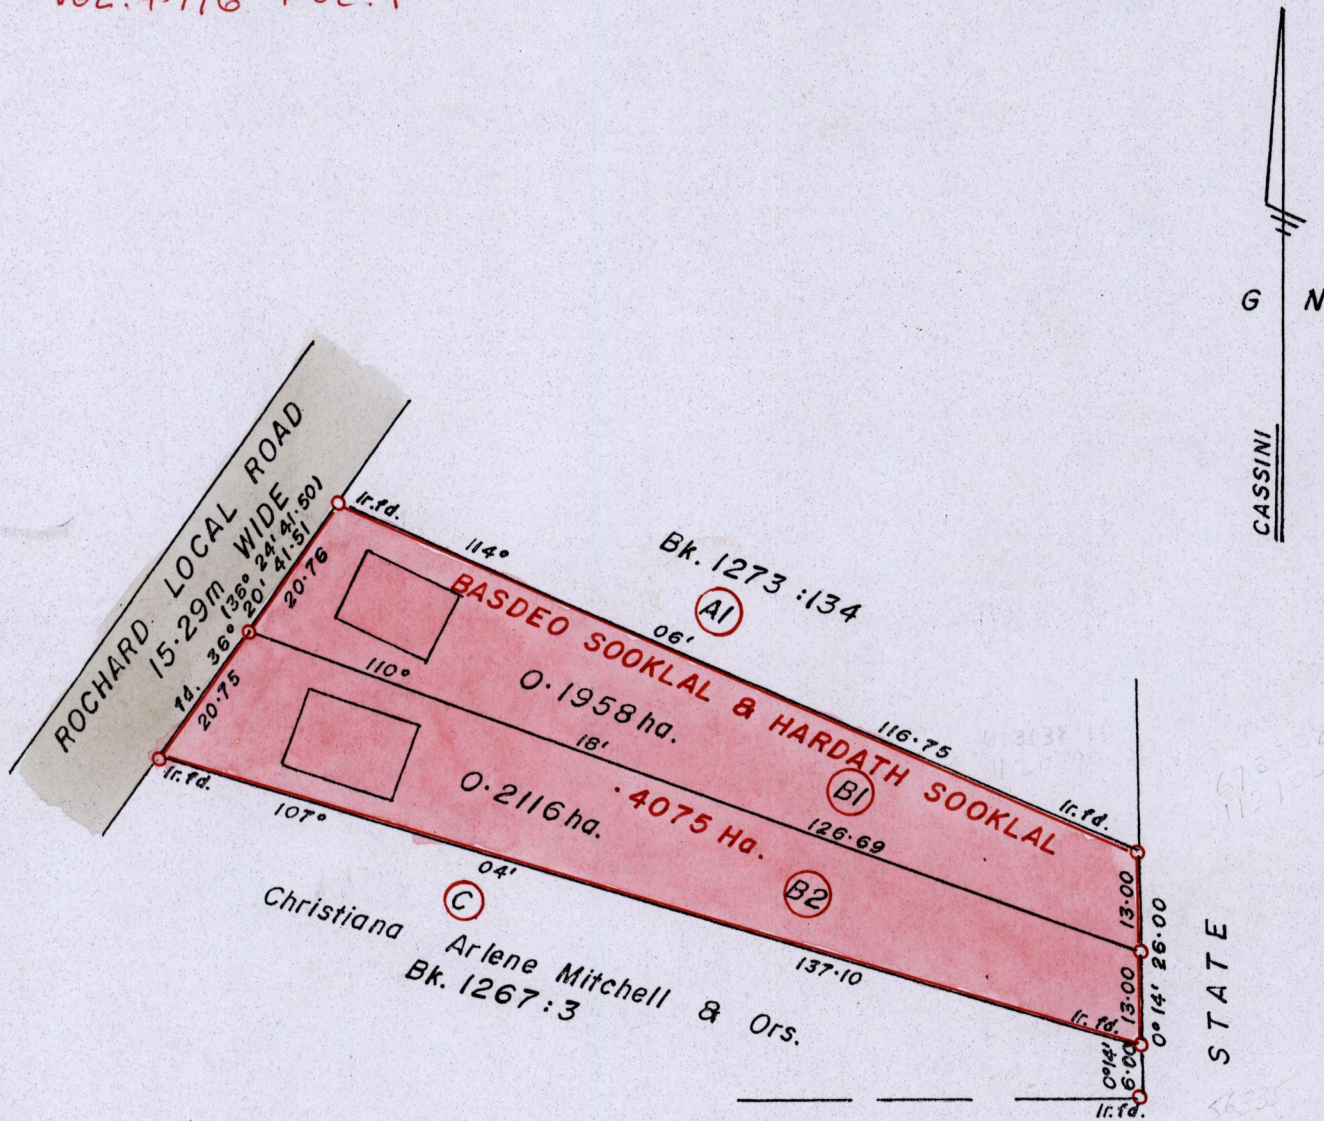 G N
CASSINI
ROCHARD LOCAL ROAD
15·29m WIDE
(36° 24' 41·50)
36° 20' 41·51
fd.
20·76
20·75
Ir.fd.
114°
06'
116·75
Ir.fd.
Bk. 1273 :134
A1
BASDEO SOOKLAL & HARDATH SOOKLAL
0·1958 ha.
B1
110°
18'
126·69
0·2116 ha.
·4075 Ha.
B2
Ir.fd.
107°
04'
137·10
Ir. fd.
C
Christiana Arlene Mitchell & Ors.
Bk. 1267:3
13·00
13·00
0° 14' 26·00
0°14'
6·00
Ir.fd.
STATE